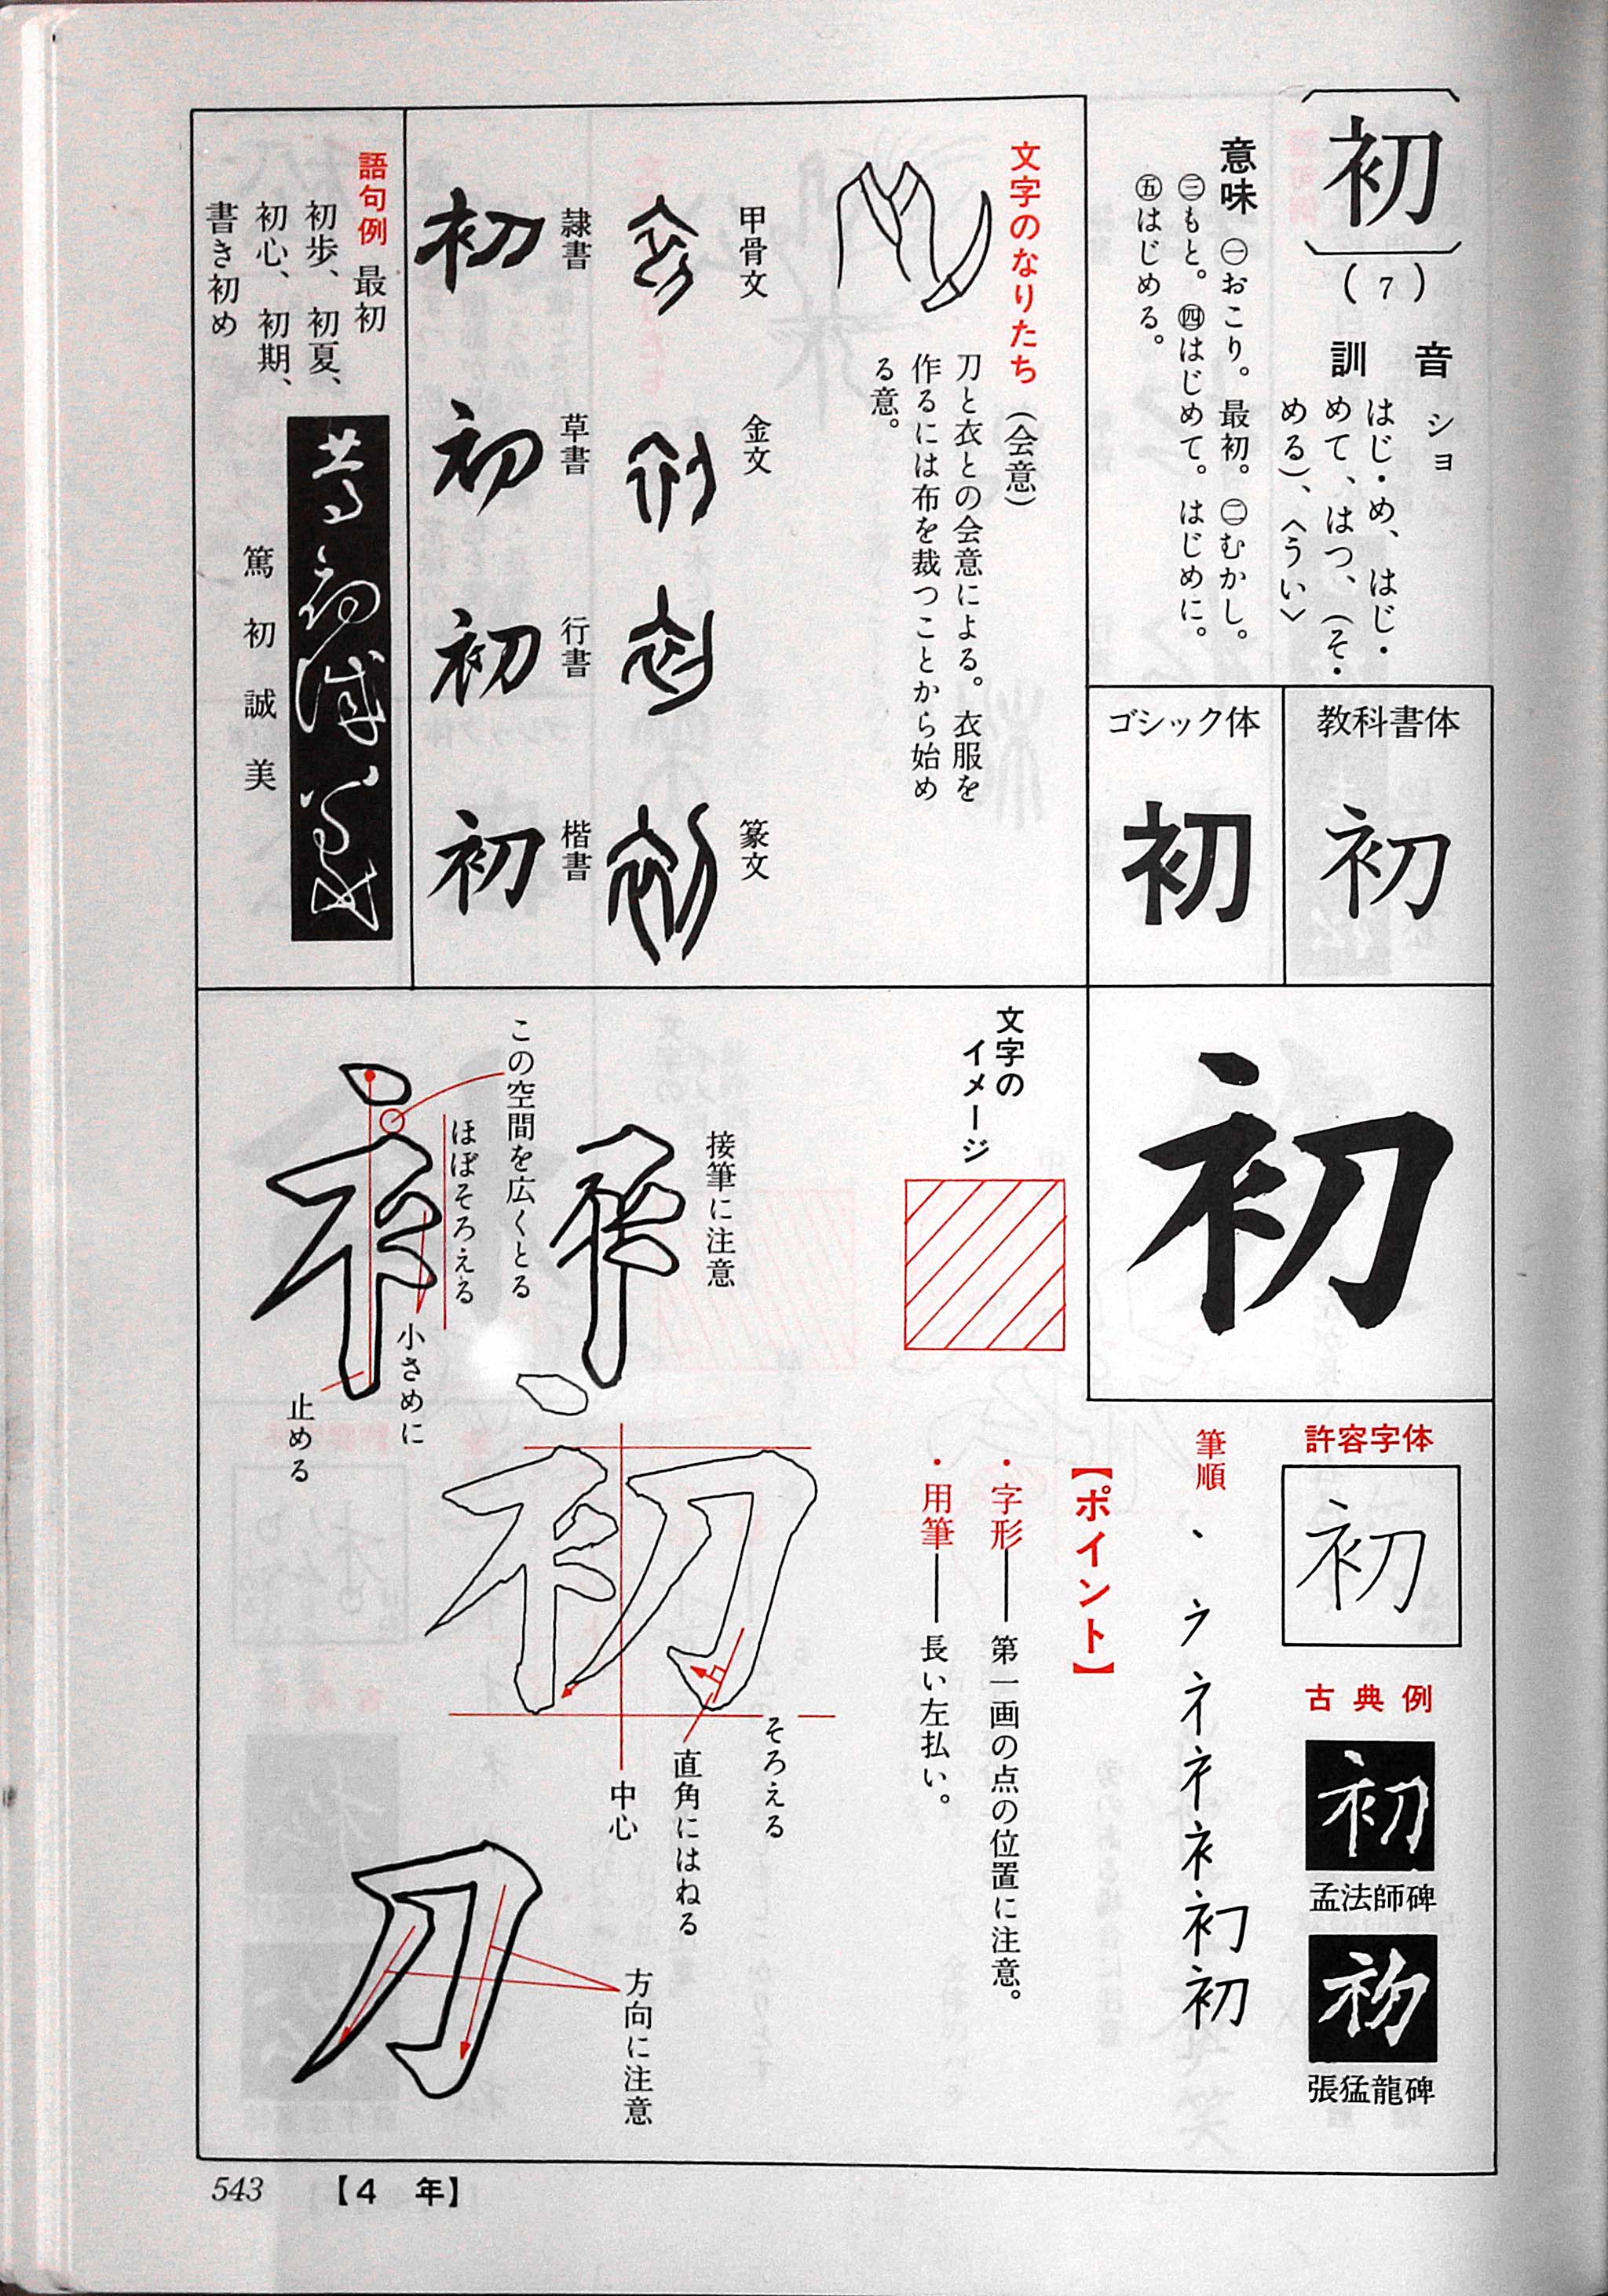 初
(7)
音 ショ
訓 はじ・め、はじ・
めて、はつ、(そ・
める)、〈うい〉
意味 ㊀おこり。最初。㊁むかし。
㊂もと。㊃はじめて。はじめに。
㊄はじめる。
教科書体
初
ゴシック体
初
初
許容字体
初
古典例
初
孟法師碑
初
張猛龍碑
筆順
初
【ポイント】
・字形――第一画の点の位置に注意。
・用筆――長い左払い。
文字のなりたち(会意)
刀と衣との会意による。衣服を
作るには布を裁つことから始め
る意。
甲骨文
金文
篆文
隷書
初
草書
初
行書
初
楷書
初
語句例 最初
初歩、初夏、
初心、初期、
書き初め
篤初誠美
篤初誠美
文字の
イメージ
接筆に注意
この空間を広くとる
ほぼそろえる
小さめに
止める
初
そろえる
直角にはねる
中心
刀
方向に注意
543 【4年】